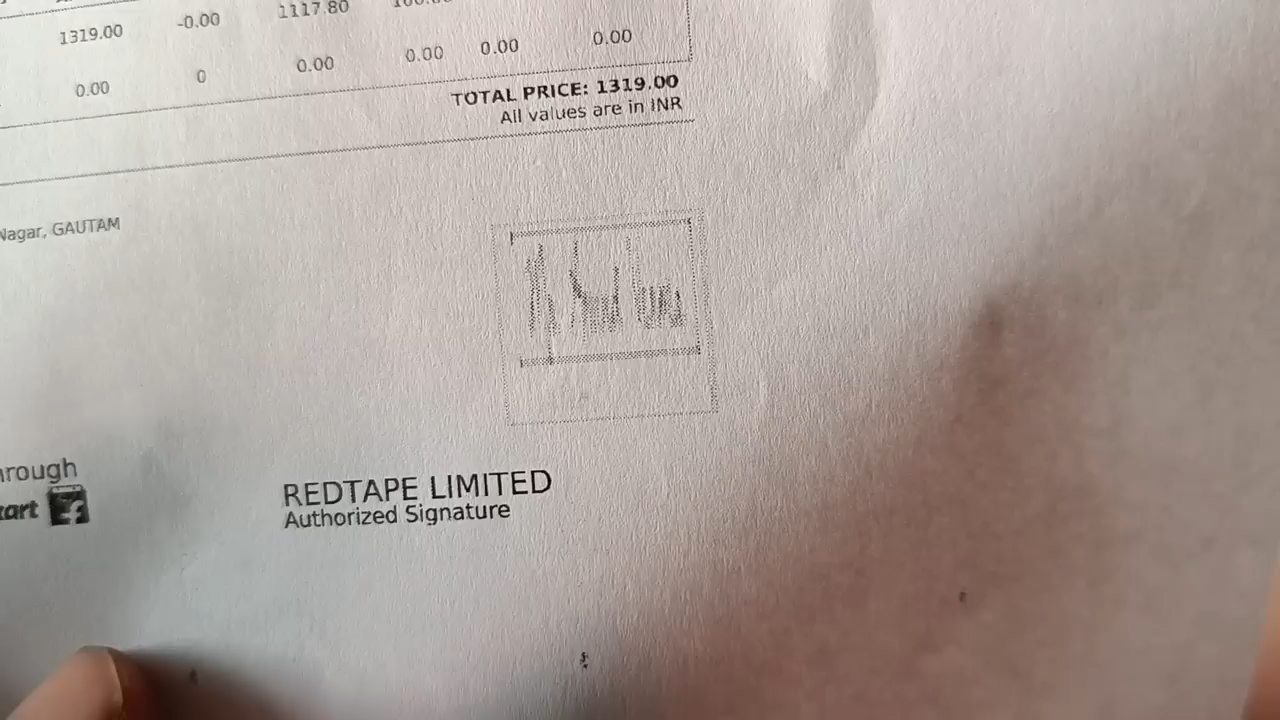 1319.00 -0.00 1117.80
0.00 0 0.00 0.00 0.00 0.00
TOTAL PRICE: 1319.00
All values are in INR
Nagar, GAUTAM
REDTAPE LIMITED
Authorized Signature